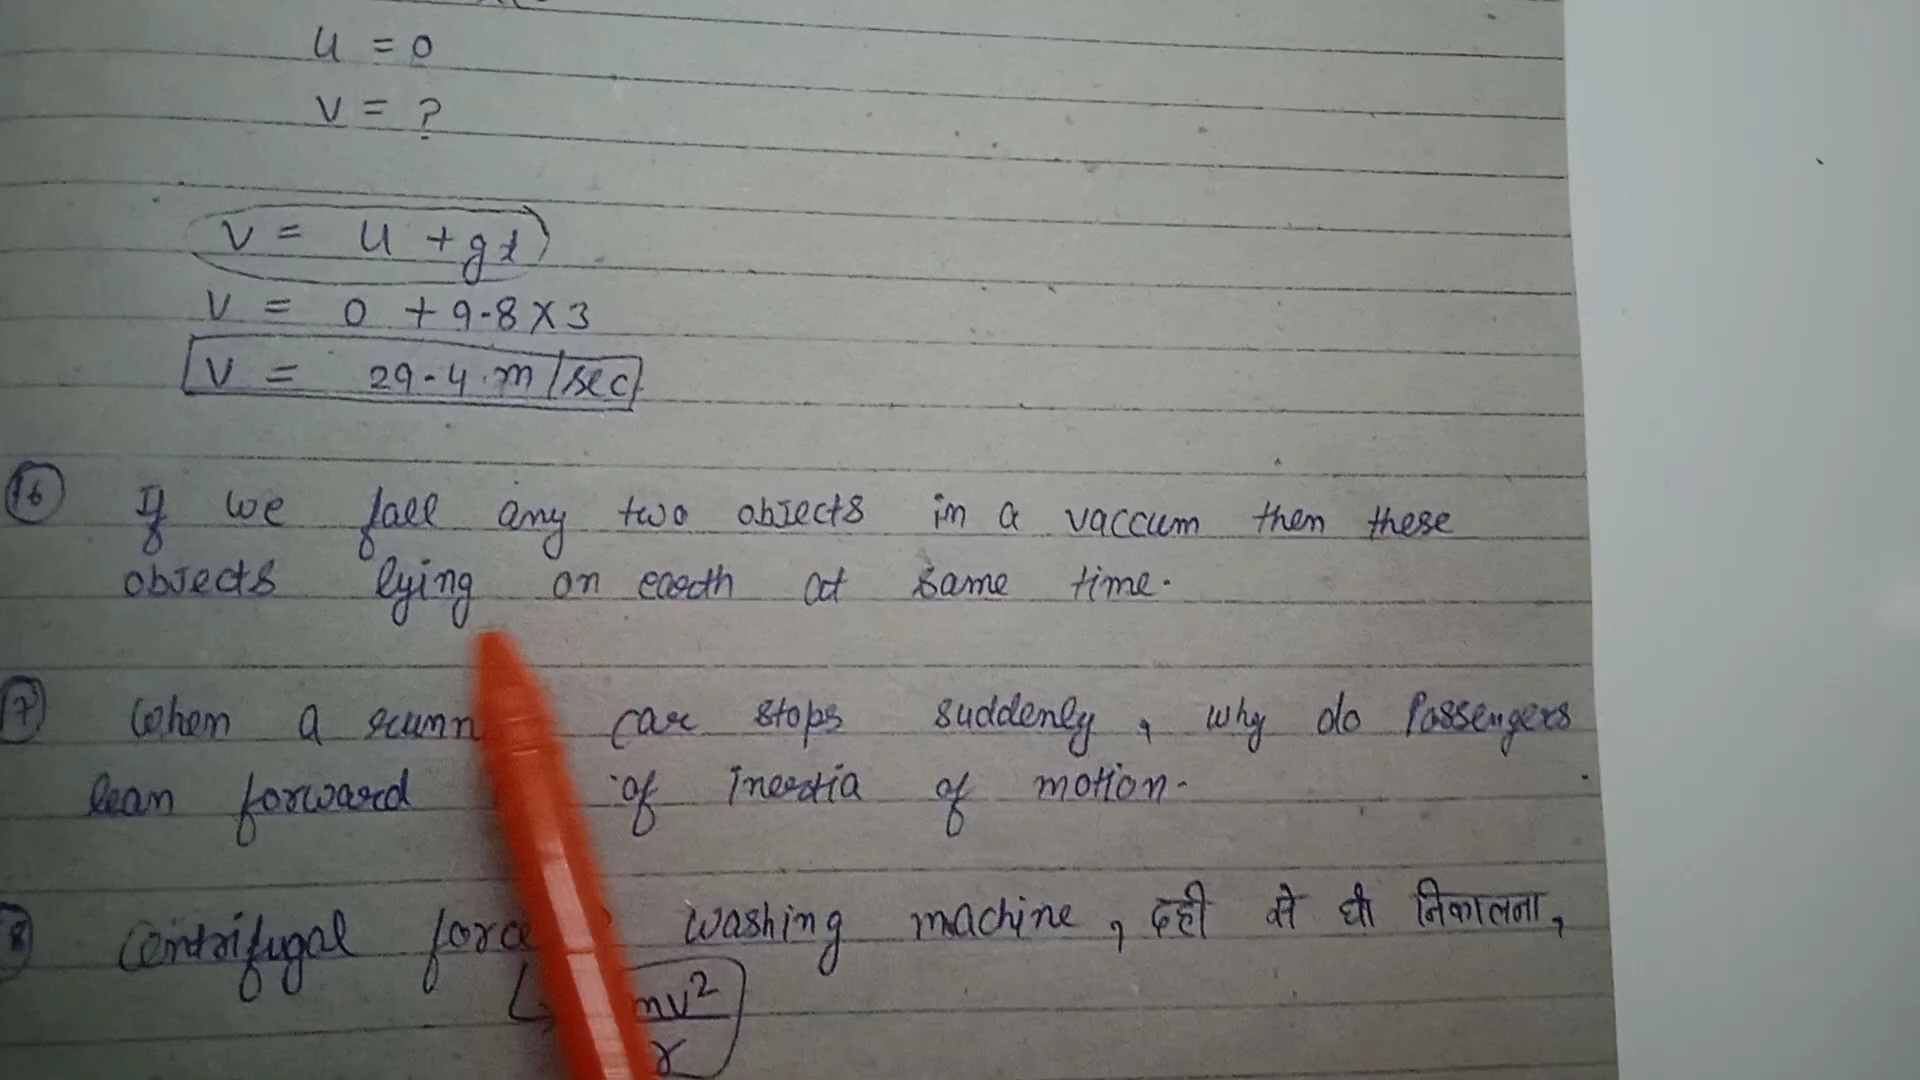 u = 0
v = ?
v = u + gt
v = 0 + 9.8 x 3
v = 29.4 m/sec
16 If we fall any two objects in a vaccum then these
objects lying on earth at same time.
when a runn car stops suddenly, why do Passengers
lean forward of inertia of motion.
8 Centrifugal force washing machine, दही से घी निकालना,
mv²
r